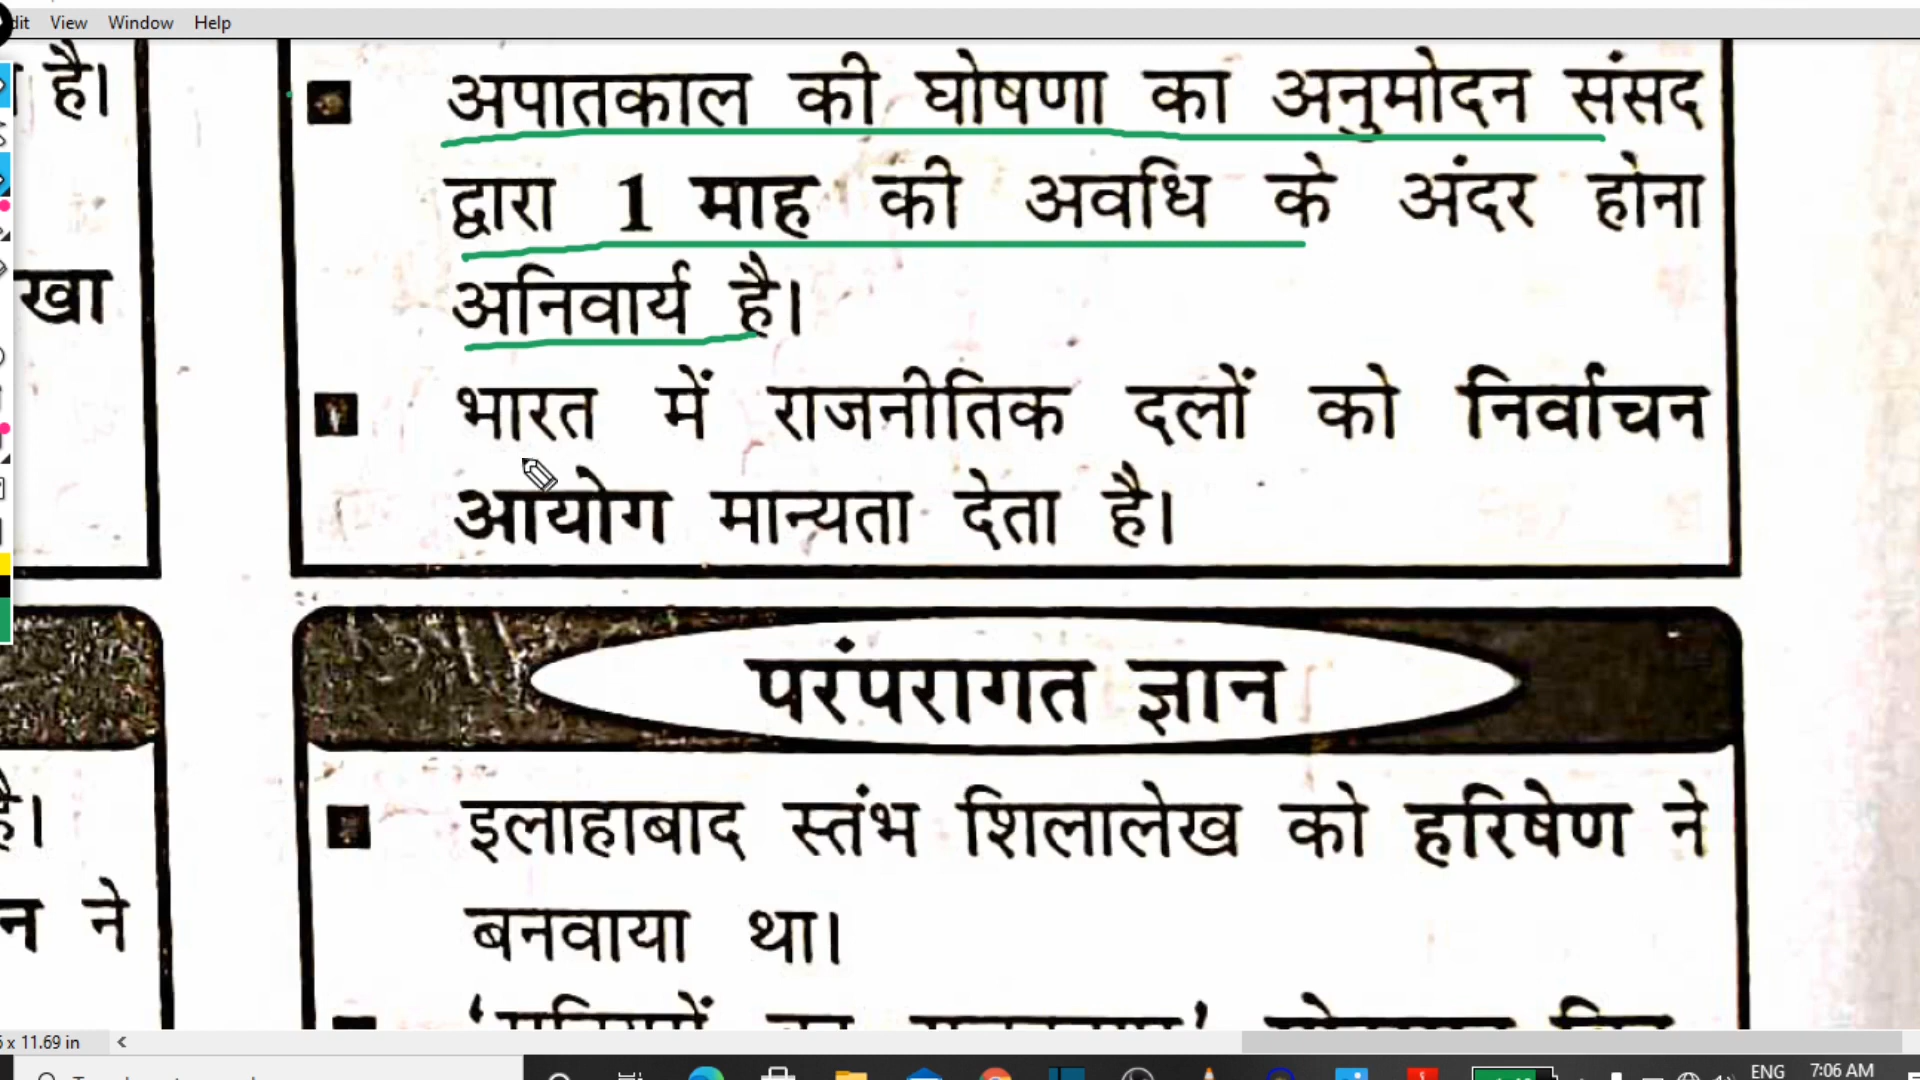 dit View Window Help
है।
अपातकाल की घोषणा का अनुमोदन संसद
द्वारा 1 माह की अवधि के अंदर होना
अनिवार्य है।
खा
भारत में राजनीतिक दलों को निर्वाचन
आयोग मान्यता देता है।
परंपरागत ज्ञान
इलाहाबाद स्तंभ शिलालेख को हरिषेण ने
बनवाया था।
है।
न ने
x 11.69 in
ENG
7:06 AM